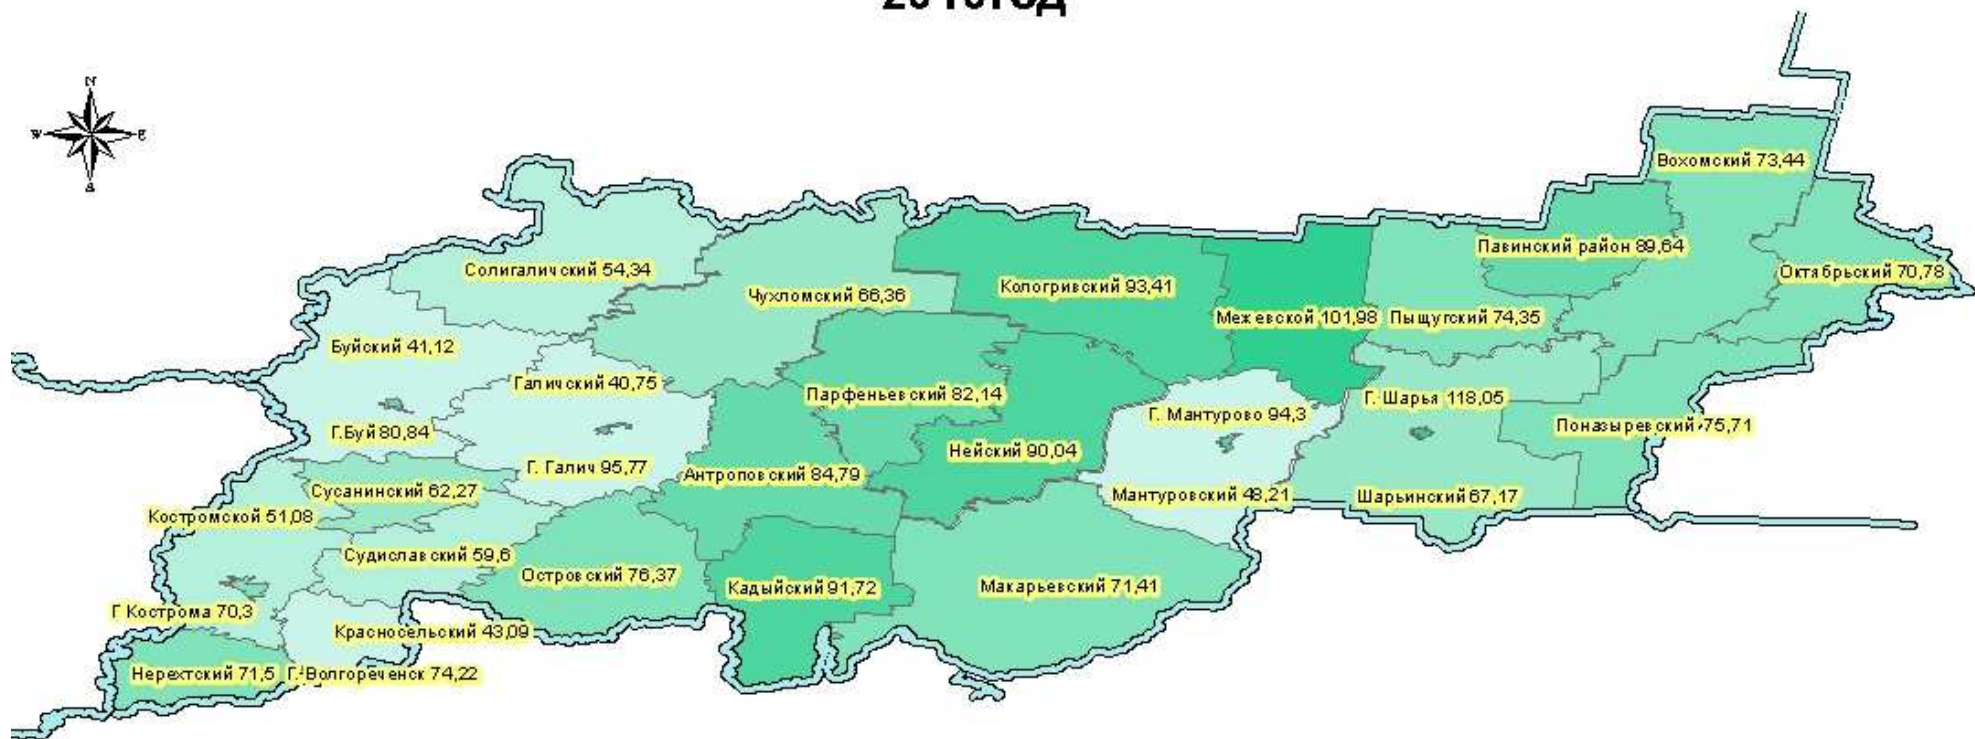 N
W
E
Вохомский 73,44
Павинский район 89,64
Солигаличский 54,34
Октябрьский 70,78
Кологривский 93,41
Чухломский 66,36
Межевской 101,98
Пыщугский 74,35
Буйский 41,12
Галичский 40,75
Парфеньевский 82,14
Г. Шарья 118,05
Г. Мантурово 94,3
Поназыревский 75,71
Г.Буй 80,84
Нейский 90,04
Г. Галич 95,77
Антроповский 84,79
Сусанинский 62,27
Мантуровский 48,21
Шарьинский 67,17
Костромской 51,08
Судиславский 59,6
Островский 76,37
Кадыйский 91,72
Макарьевский 71,41
Г Кострома 70,3
Красносельский 43,09
Нерехтский 71,5
Г. Волгореченск 74,22